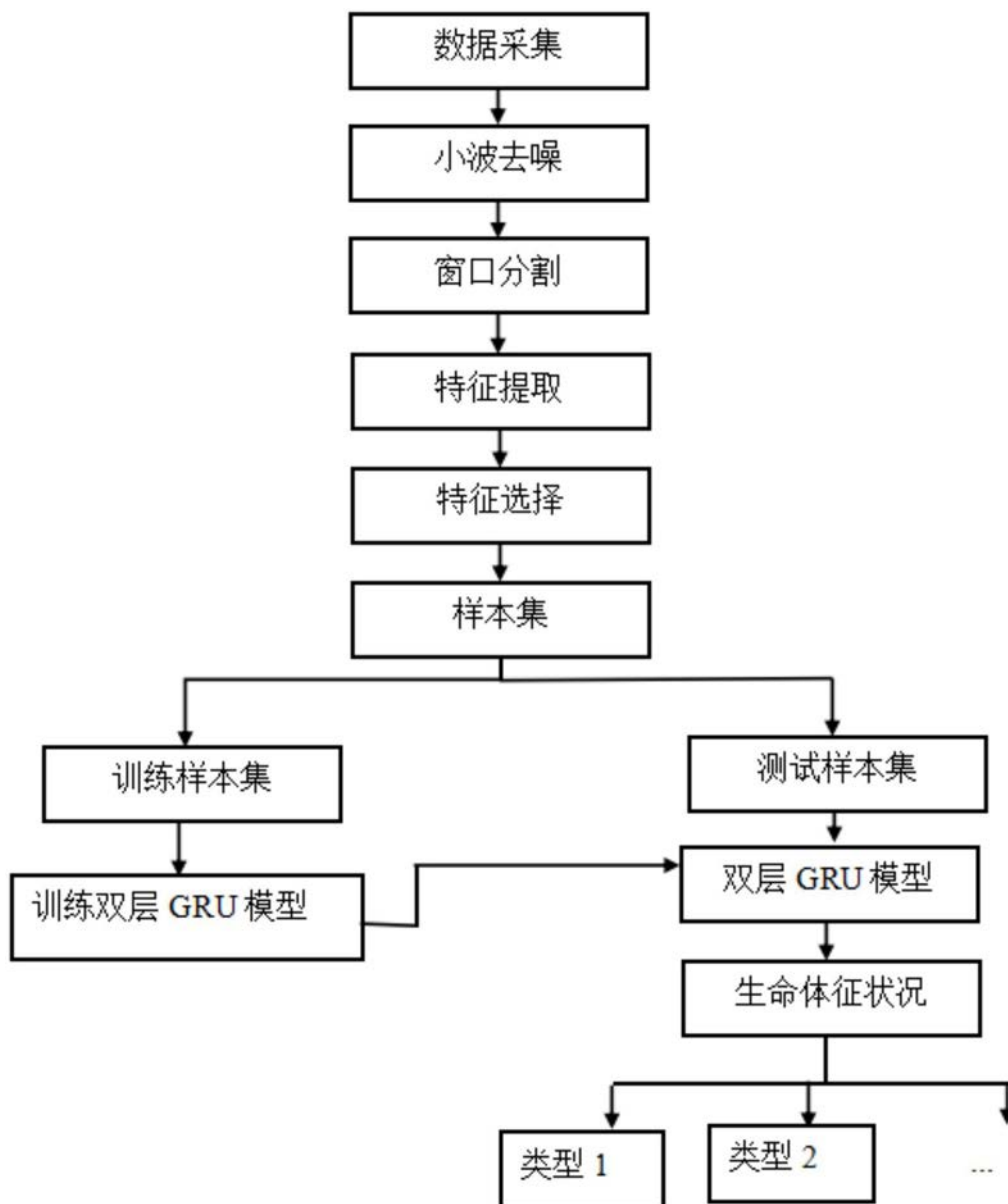 数据采集
小波去噪
窗口分割
特征提取
特征选择
样本集
训练样本集
测试样本集
训练双层 GRU 模型
双层 GRU 模型
生命体征状况
类型 1
类型 2
...